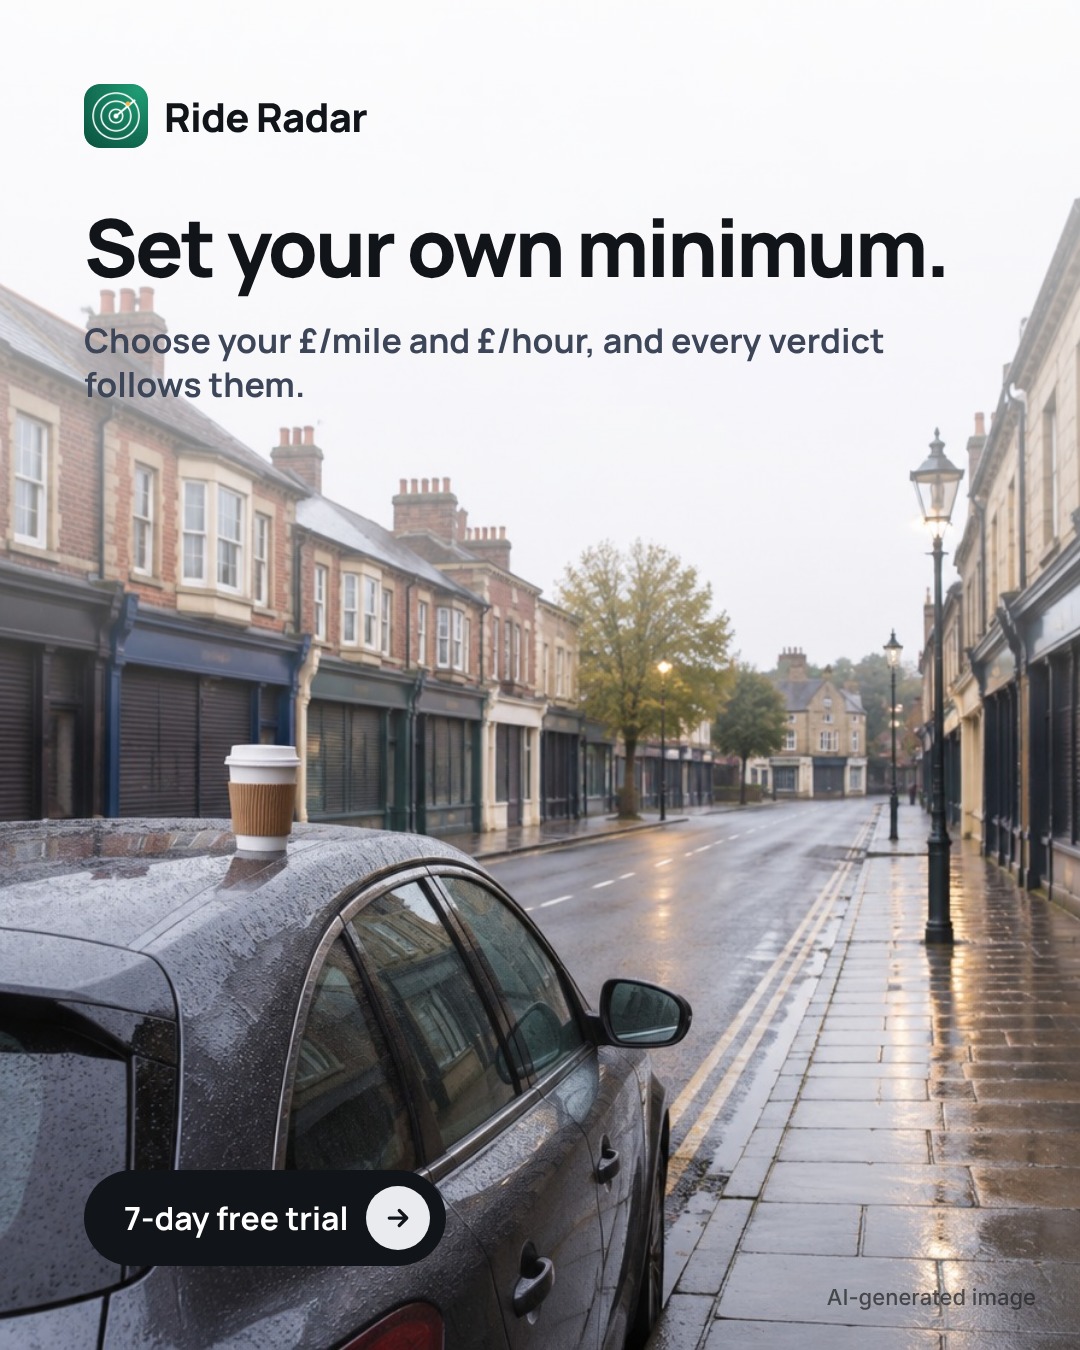 Ride Radar
Set your own minimum.
Choose your £/mile and £/hour, and every verdict
follows them.
7-day free trial
AI-generated image